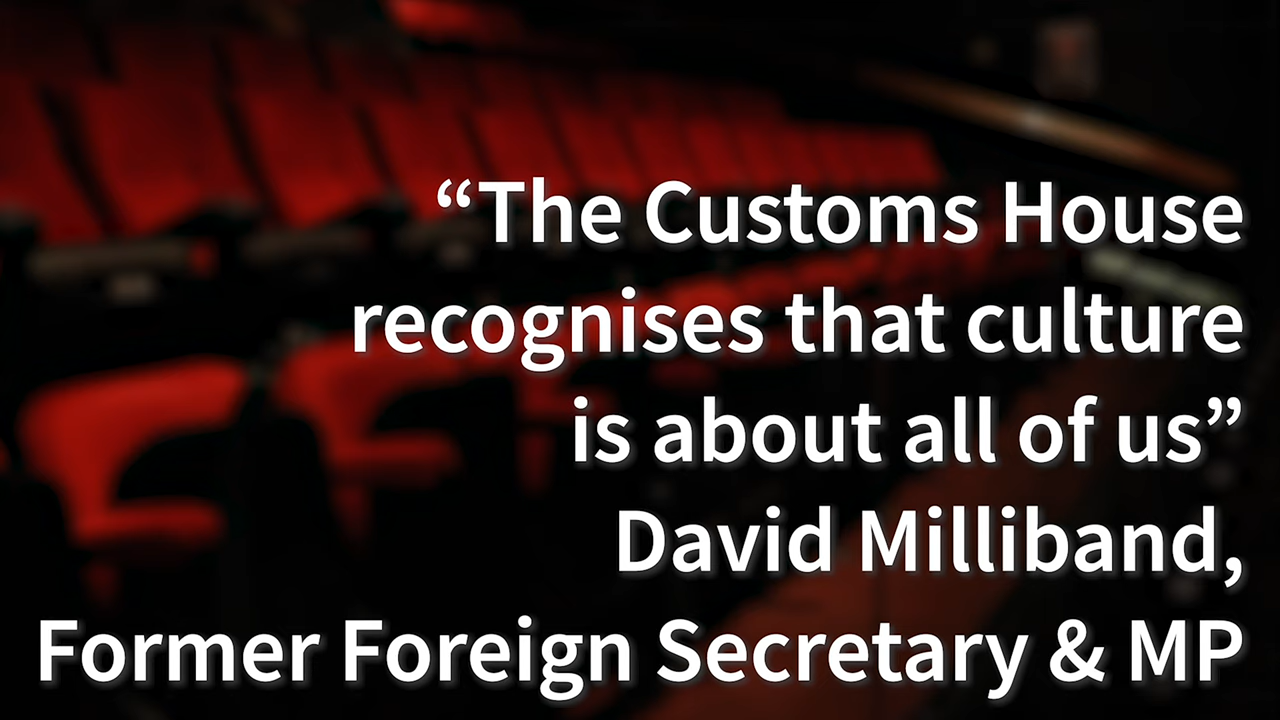 “The Customs House
recognises that culture
is about all of us”
David Milliband,
Former Foreign Secretary & MP